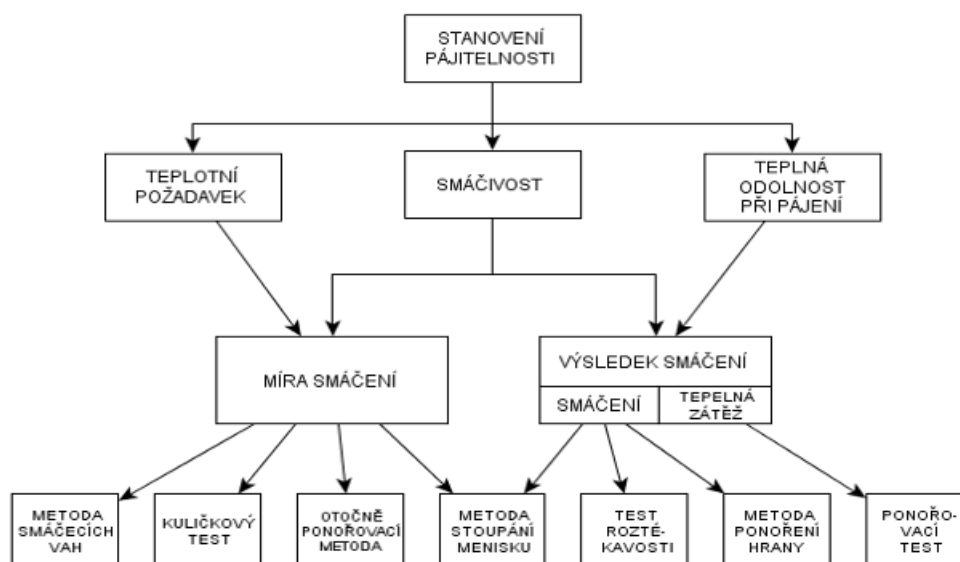 STANOVENÍ
PÁJITELNOSTI
TEPLOTNÍ
POŽADAVEK
SMÁČIVOST
TEPLNÁ
ODOLNOST
PŘI PÁJENÍ
MÍRA SMÁČENÍ
VÝSLEDEK SMÁČENÍ
SMÁČENÍ
TEPELNÁ
ZÁTĚŽ
METODA
SMÁČECÍCH
VAH
KULIČKOVÝ
TEST
OTOČNĚ
PONOŘOVACÍ
METODA
METODA
STOUPÁNÍ
MENISKU
TEST
ROZTÉ-
KAVOSTI
METODA
PONOŘENÍ
HRANY
PONOŘO-
VACÍ
TEST